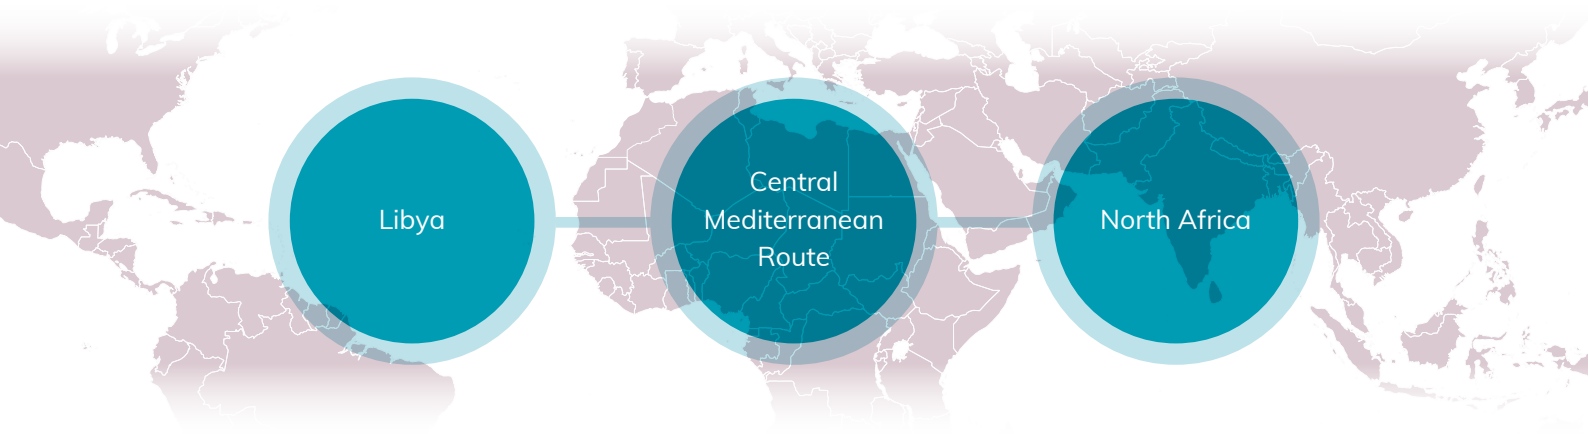 Libya
Central
Mediterranean
Route
North Africa